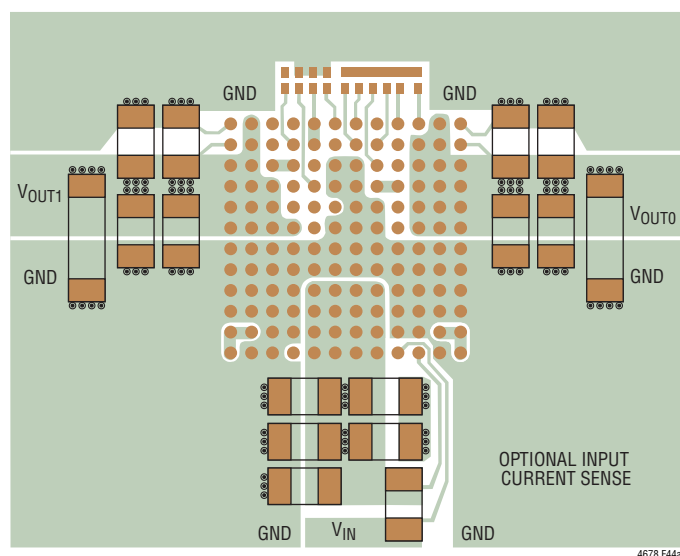 GND
GND
VOUT1
VOUT0
GND
GND
OPTIONAL INPUT
CURRENT SENSE
GND
VIN
GND
4678 F44a